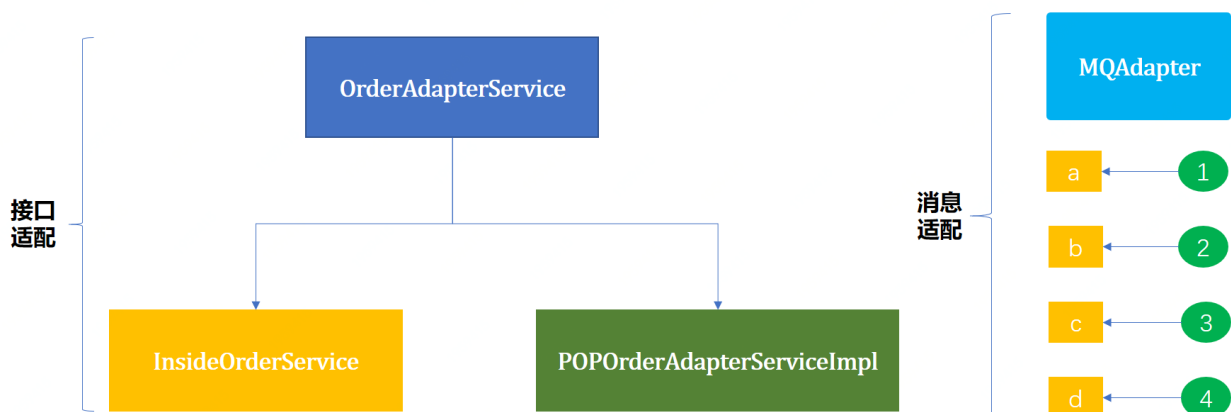 接口
适配
OrderAdapterService
InsideOrderService
POPOrderAdapterServiceImpl
消息
适配
MQAdapter
a
1
b
2
c
3
d
4